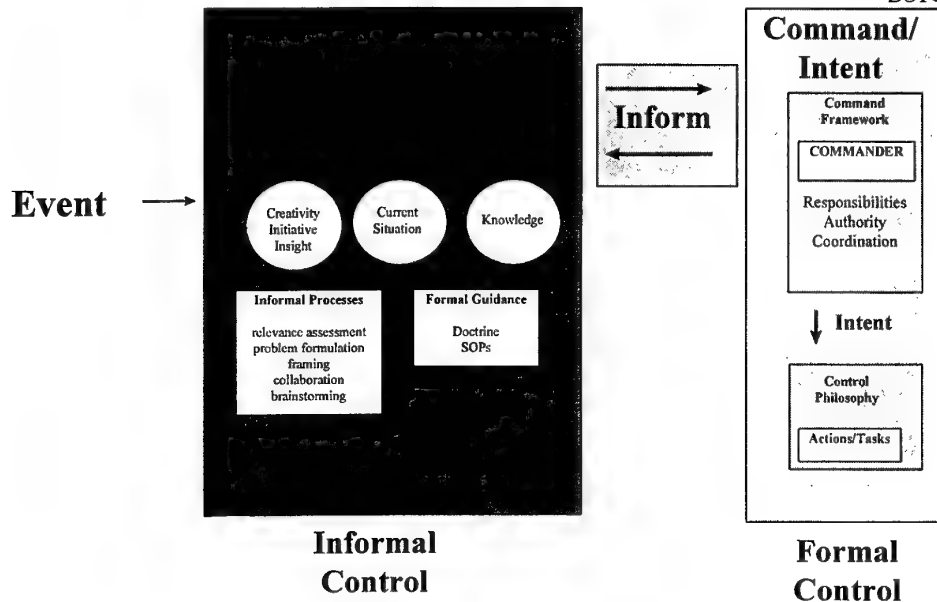 Event
Creativity
Initiative
Insight
Current
Situation
Knowledge
Informal Processes
relevance assessment
problem formulation
framing
collaboration
brainstorming
Formal Guidance
Doctrine
SOPs
Informal
Control
Inform
Command/
Intent
Command
Framework
COMMANDER
Responsibilities
Authority
Coordination
Intent
Control
Philosophy
Actions/Tasks
Formal
Control